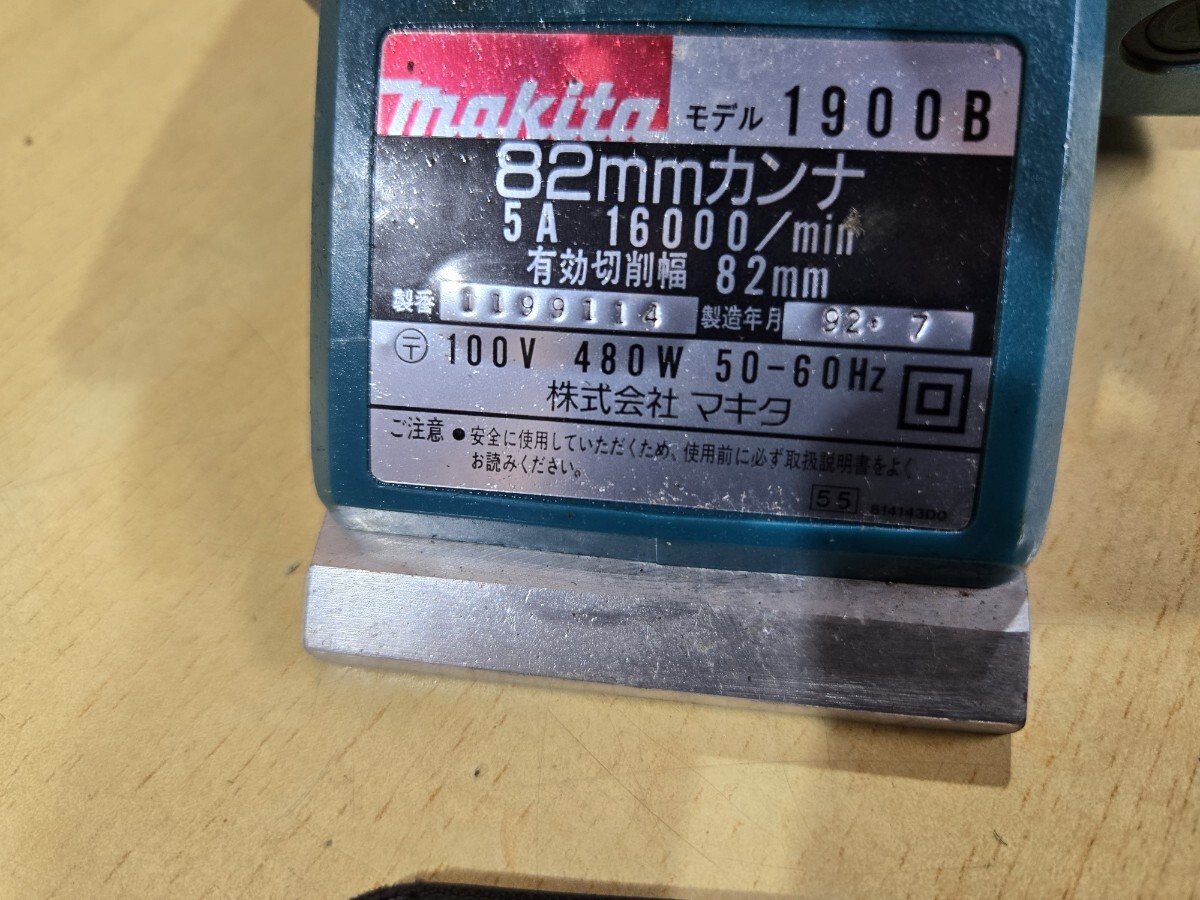 makita モデル 1900B
82mmカンナ
5A 16000/min
有効切削幅 82mm
製番 1199114 製造年月 92. 7
〒 100V 480W 50-60Hz
株式会社 マキタ
ご注意 ●安全に使用していただくため、使用前に必ず取扱説明書をよく
お読みください。
55 814143D0